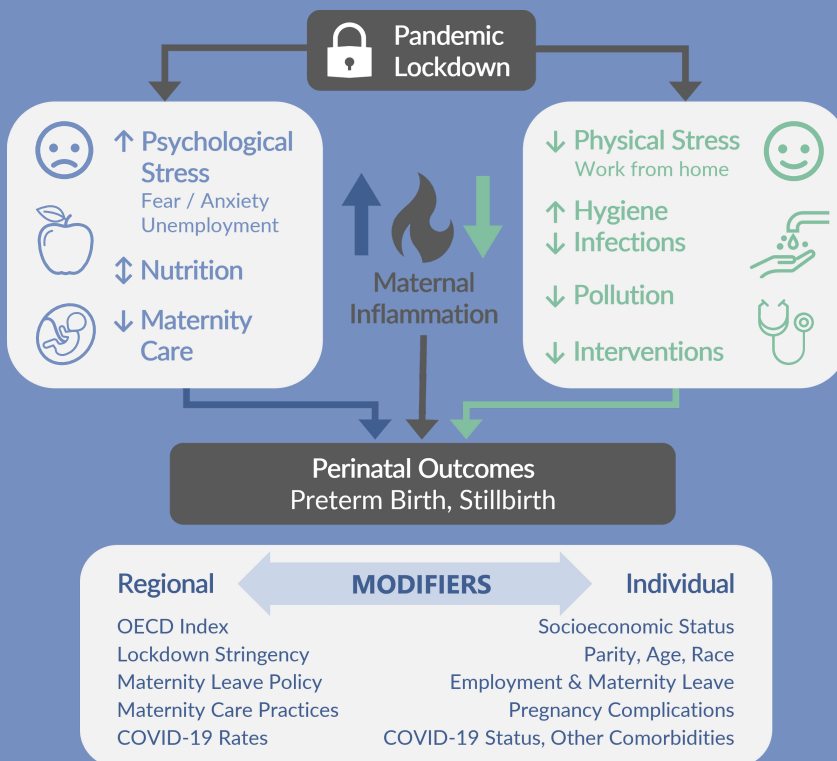 Pandemic
Lockdown
↑ Psychological
Stress
Fear / Anxiety
Unemployment
↕ Nutrition
↓ Maternity
Care
Maternal
Inflammation
↓ Physical Stress
Work from home
↑ Hygiene
↓ Infections
↓ Pollution
↓ Interventions
Perinatal Outcomes
Preterm Birth, Stillbirth
Regional
MODIFIERS
Individual
OECD Index
Lockdown Stringency
Maternity Leave Policy
Maternity Care Practices
COVID-19 Rates
Socioeconomic Status
Parity, Age, Race
Employment & Maternity Leave
Pregnancy Complications
COVID-19 Status, Other Comorbidities